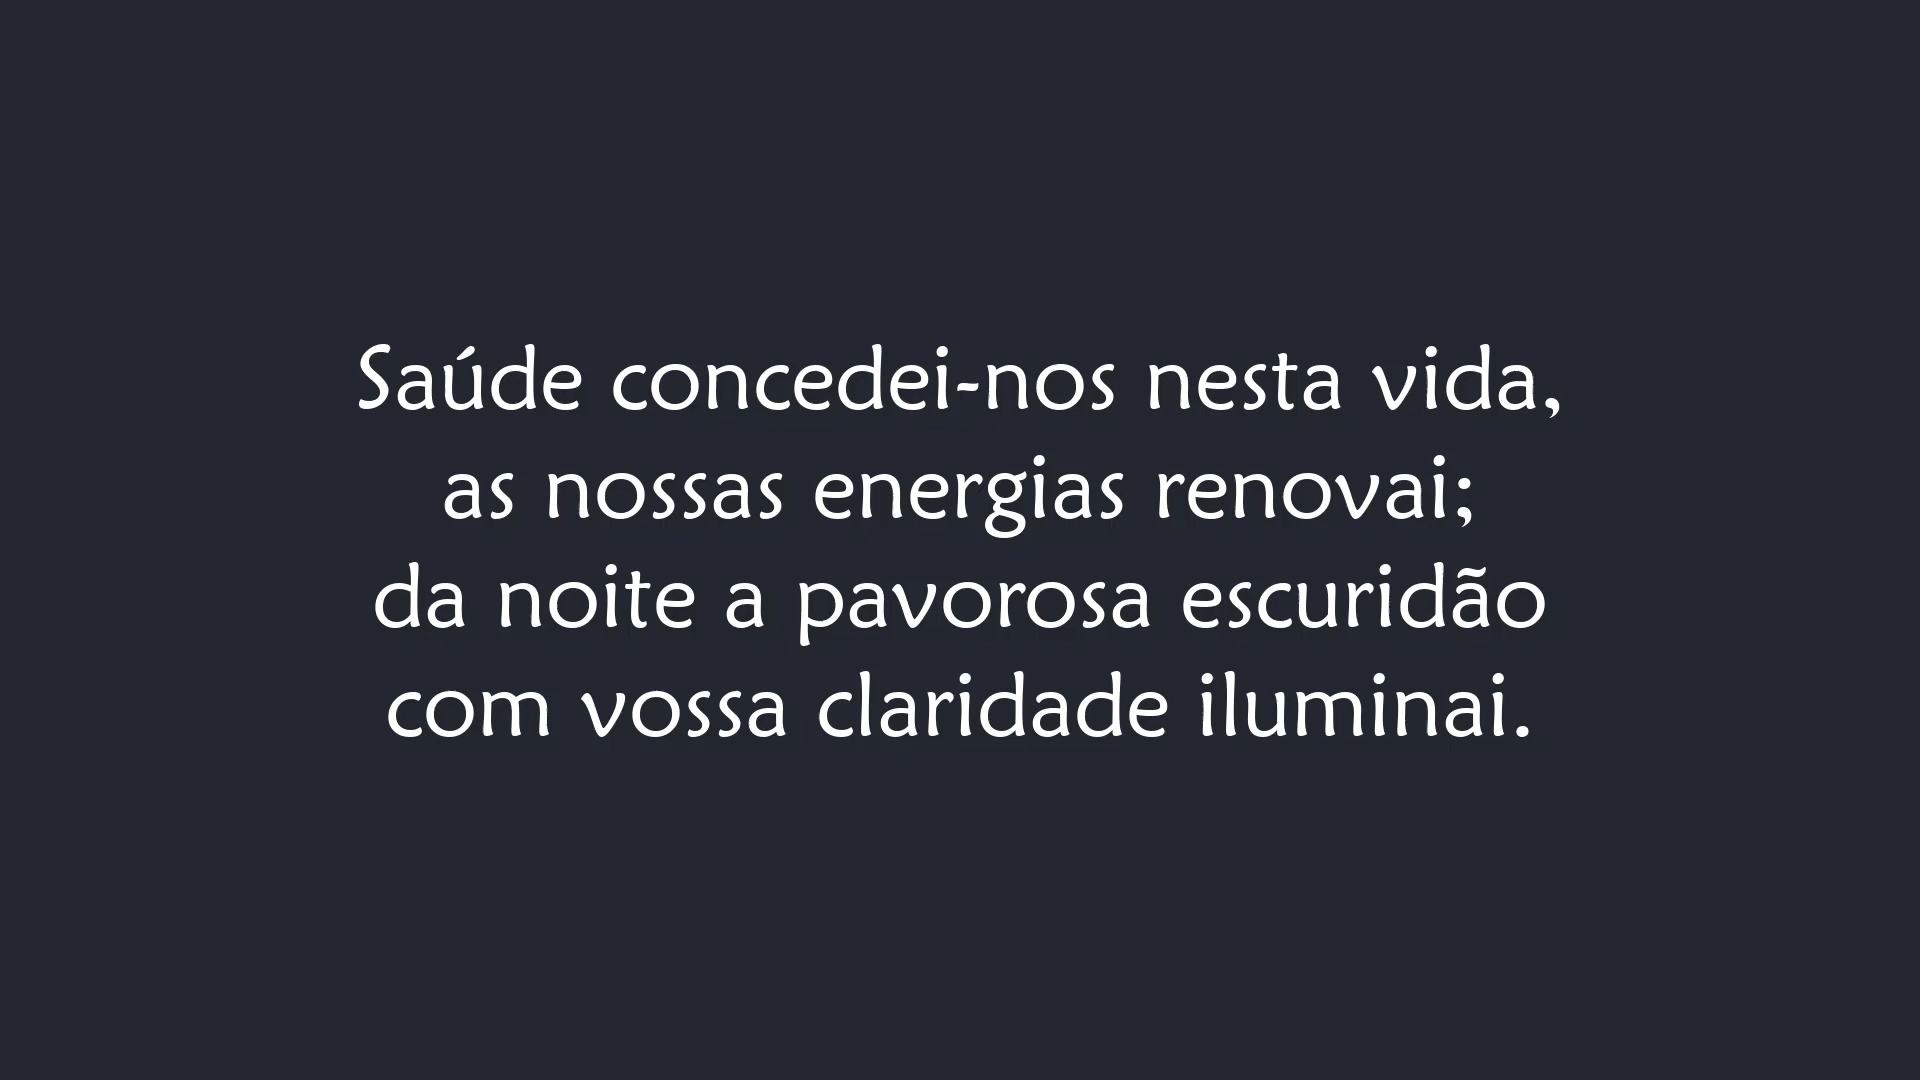 Saúde concedei-nos nesta vida,
as nossas energias renovai;
da noite a pavorosa escuridão
com vossa claridade iluminai.